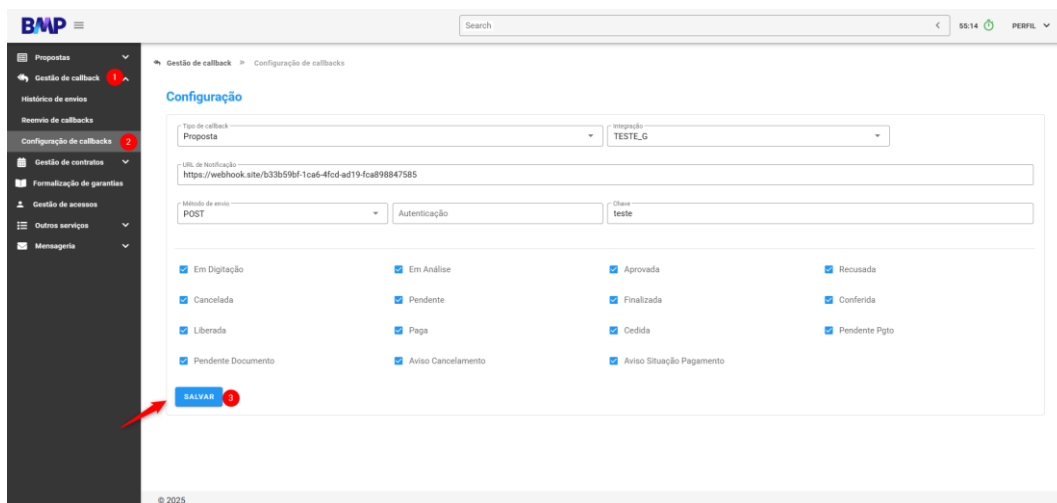 BMP
Search
55:14
PERFIL
Propostas
Gestão de callback 1
Histórico de envios
Reenvio de callbacks
Configuração de callbacks 2
Gestão de contratos
Formalização de garantias
Gestão de acessos
Outros serviços
Mensageria
Gestão de callback » Configuração de callbacks
Configuração
Tipo de callback
Proposta
Integração
TESTE_G
URL de Notificação
https://webhook.site/b33b59bf-1ca6-4fcd-ad19-fca898847585
Método de envio
POST
Autenticação
Chave
teste
Em Digitação Em Análise Aprovada Recusada
Cancelada Pendente Finalizada Conferida
Liberada Paga Cedida Pendente Pgto
Pendente Documento Aviso Cancelamento Aviso Situação Pagamento
SALVAR 3
© 2025